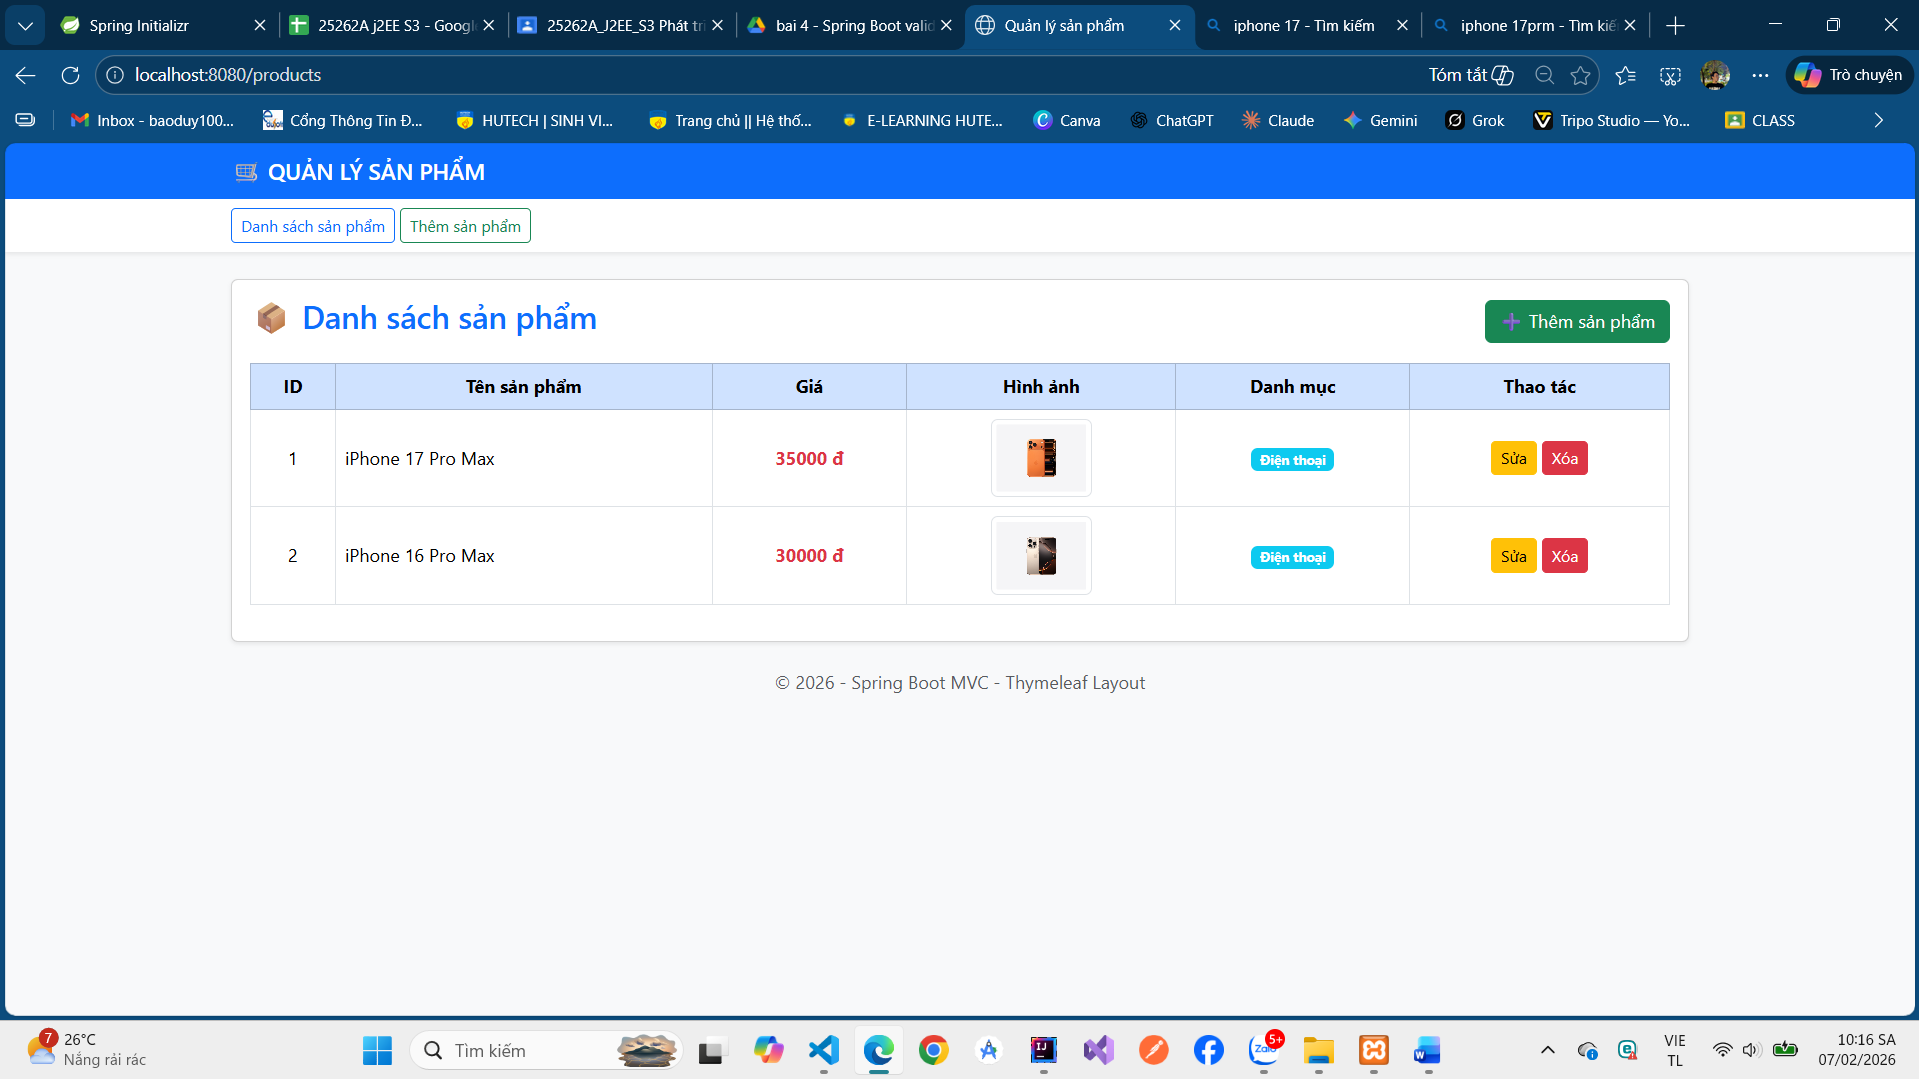 Spring Initializr
25262A j2EE S3 - Googl
25262A_J2EE_S3 Phát tri
bai 4 - Spring Boot valid
Quản lý sản phẩm
iphone 17 - Tìm kiếm
iphone 17prm - Tìm kiế
localhost:8080/products
Tóm tắt
Trò chuyện
Inbox - baoduy100...
Cổng Thông Tin Đ...
HUTECH | SINH VI...
Trang chủ || Hệ thố...
E-LEARNING HUTE...
Canva
ChatGPT
Claude
Gemini
Grok
Tripo Studio — Yo...
CLASS
QUẢN LÝ SẢN PHẨM
Danh sách sản phẩm
Thêm sản phẩm
Danh sách sản phẩm
Thêm sản phẩm
ID
Tên sản phẩm
Giá
Hình ảnh
Danh mục
Thao tác
1
iPhone 17 Pro Max
35000 đ
Điện thoại
Sửa
Xóa
2
iPhone 16 Pro Max
30000 đ
Điện thoại
Sửa
Xóa
© 2026 - Spring Boot MVC - Thymeleaf Layout
7
26°C
Nắng rải rác
Tìm kiếm
IJ
Zalo
5+
W
VIE
TL
10:16 SA
07/02/2026